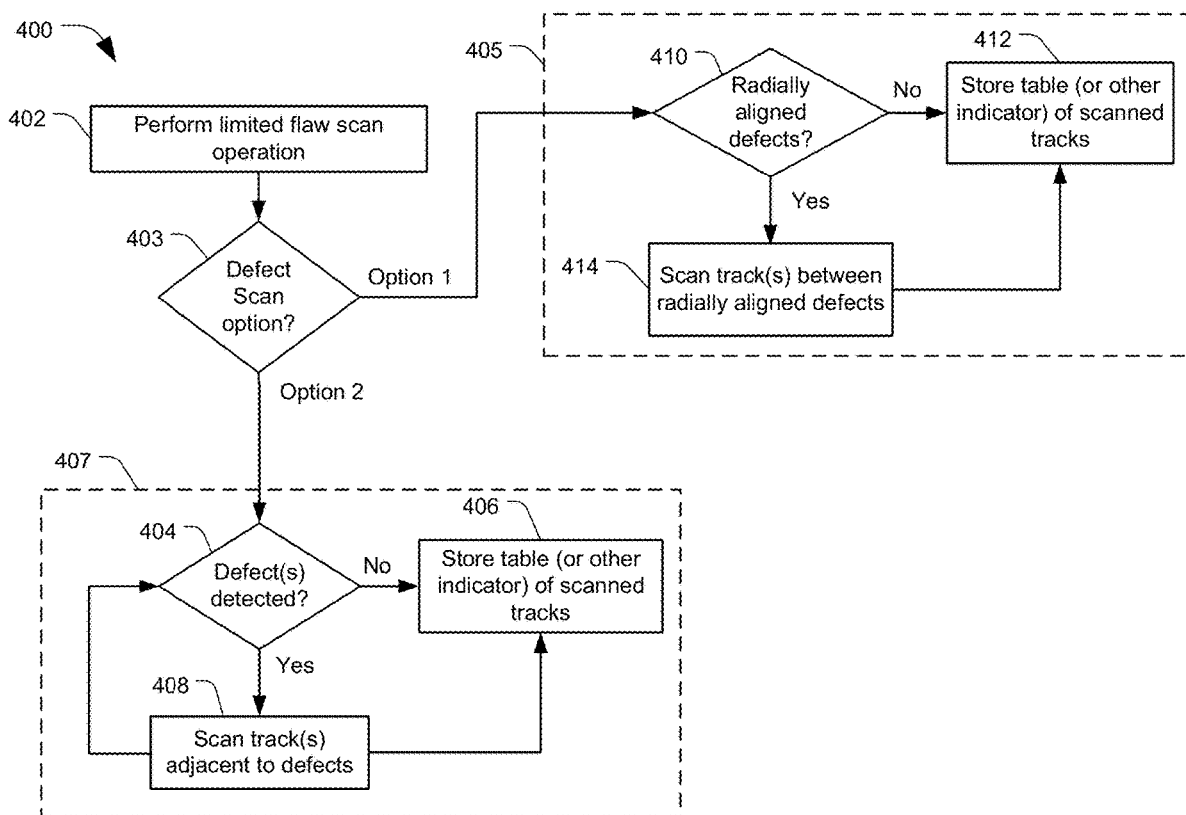 400
402
Perform limited flaw scan
operation
403
Defect
Scan
option?
Option 1
Option 2
405
410
Radially
aligned
defects?
No
Yes
412
Store table (or other
indicator) of scanned
tracks
414
Scan track(s) between
radially aligned defects
407
404
Defect(s)
detected?
No
Yes
406
Store table (or other
indicator) of scanned
tracks
408
Scan track(s)
adjacent to defects